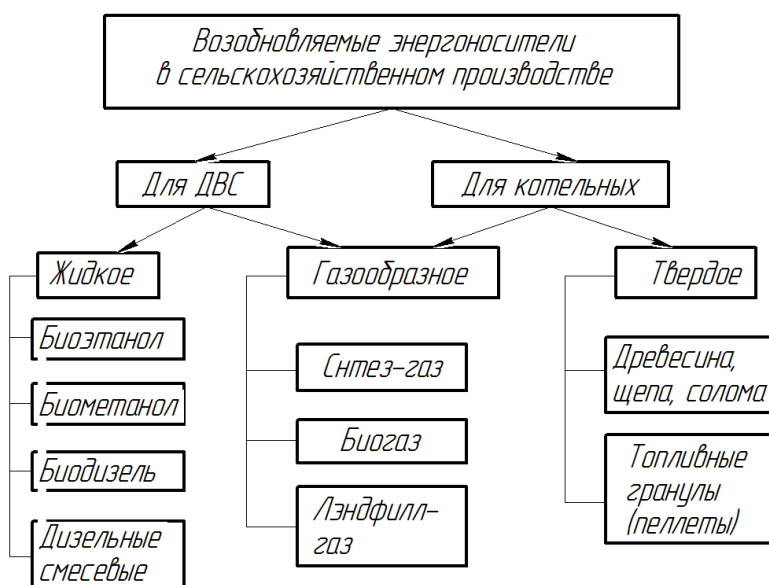 Возобновляемые энергоносители
в сельскохозяйственном производстве
Для ДВС
Для котельных
Жидкое
Газообразное
Твердое
Биоэтанол
Биометанол
Биодизель
Дизельные
смесевые
Снтез-газ
Биогаз
Лэндфилл-
газ
Древесина,
щепа, солома
Топливные
гранулы
(пеллеты)